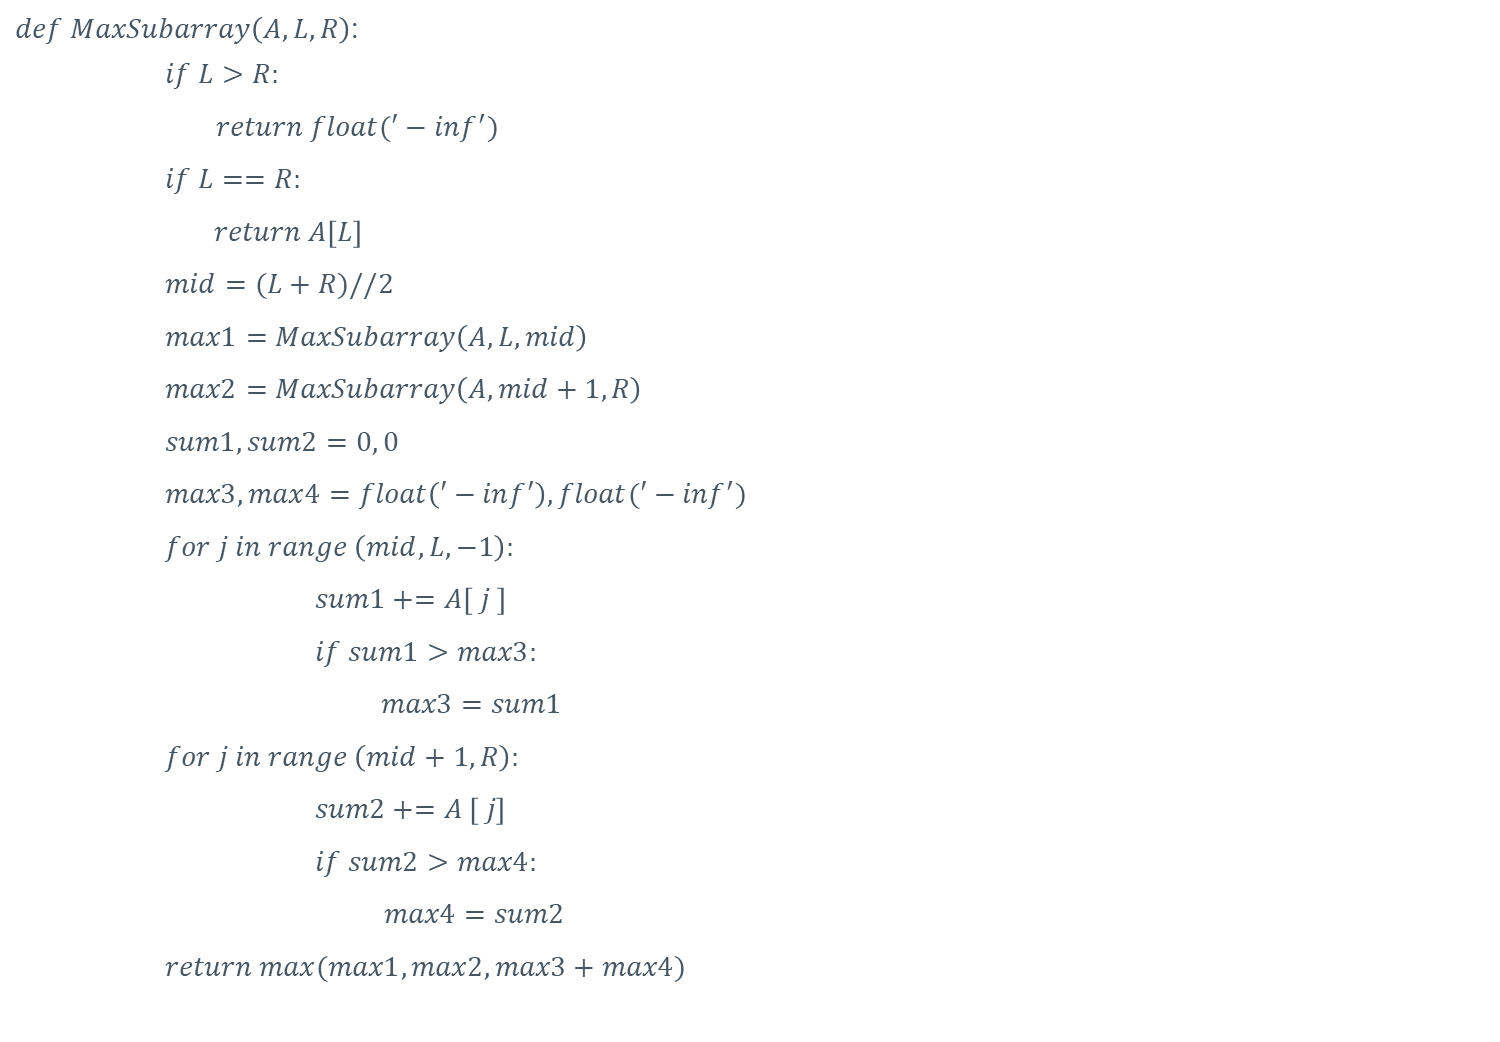 def MaxSubarray(A, L, R):
if L > R:
return float(′ − inf′)
if L == R:
return A[L]
mid = (L + R)//2
max1 = MaxSubarray(A, L, mid)
max2 = MaxSubarray(A, mid + 1, R)
sum1, sum2 = 0, 0
max3, max4 = float(′ − inf′), float(′ − inf′)
for j in range (mid, L, −1):
sum1 += A[ j ]
if sum1 > max3:
max3 = sum1
for j in range (mid + 1, R):
sum2 += A [ j]
if sum2 > max4:
max4 = sum2
return max(max1, max2, max3 + max4)